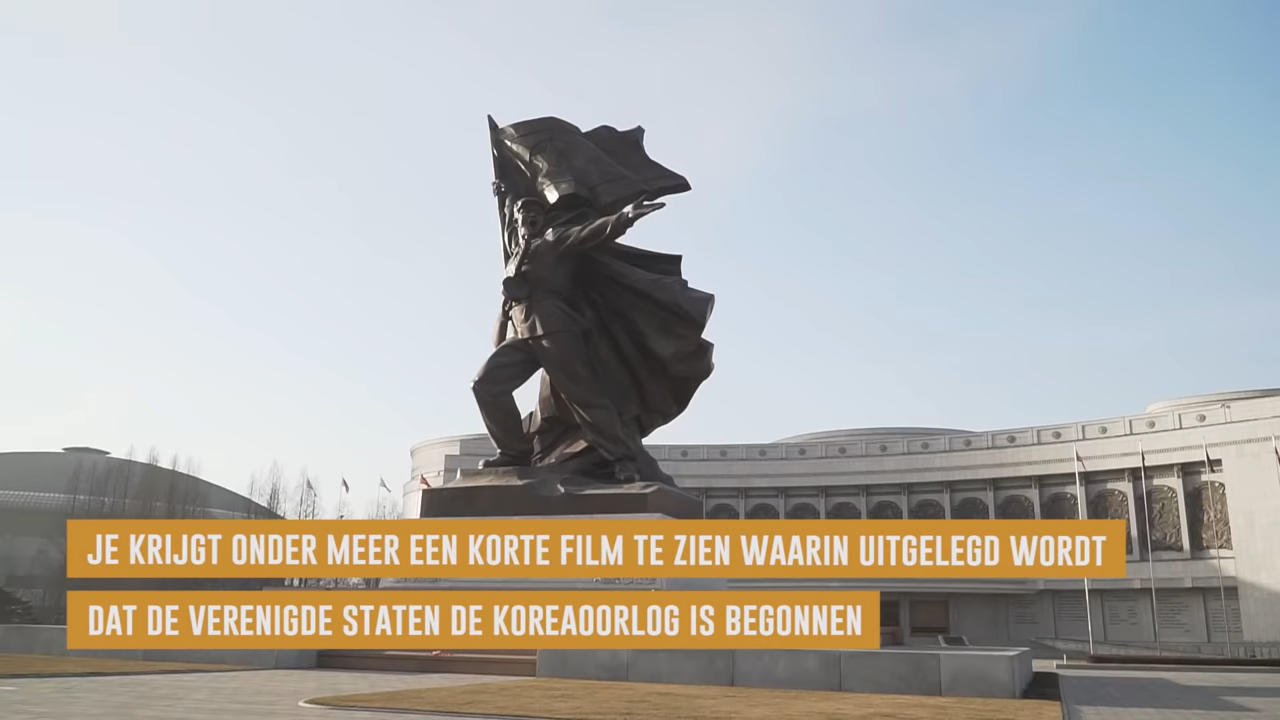 JE KRIJGT ONDER MEER EEN KORTE FILM TE ZIEN WAARIN UITGELEGD WORDT
DAT DE VERENIGDE STATEN DE KOREAOORLOG IS BEGONNEN